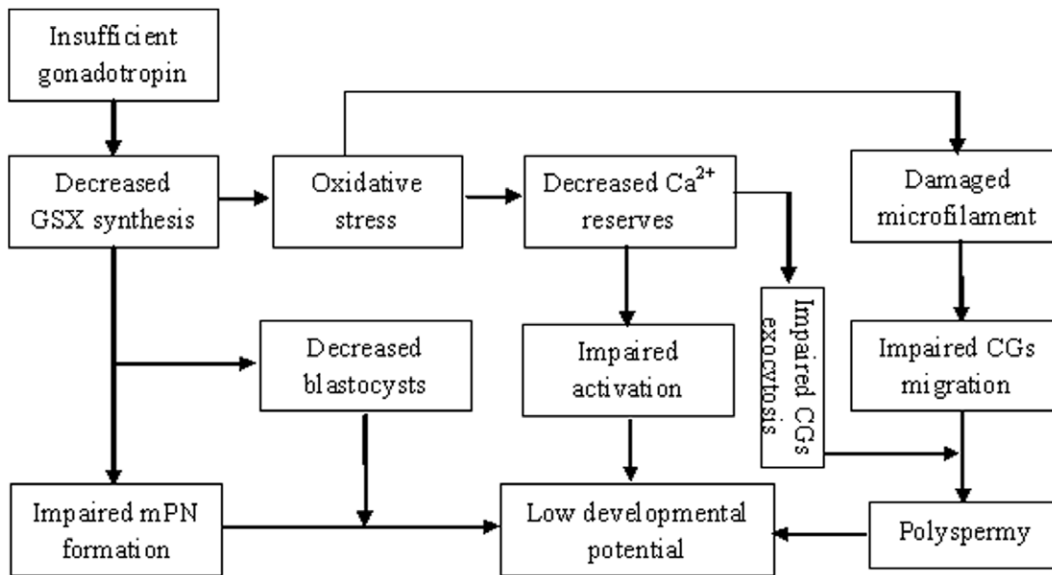 Insufficient
gonadotropin
Decreased
GSX synthesis
Oxidative
stress
Decreased Ca²⁺
reserves
Damaged
microfilament
Decreased
blastocysts
Impaired
activation
Impaired CGs
exocytosis
Impaired CGs
migration
Impaired mPN
formation
Low developmental
potential
Polyspermy